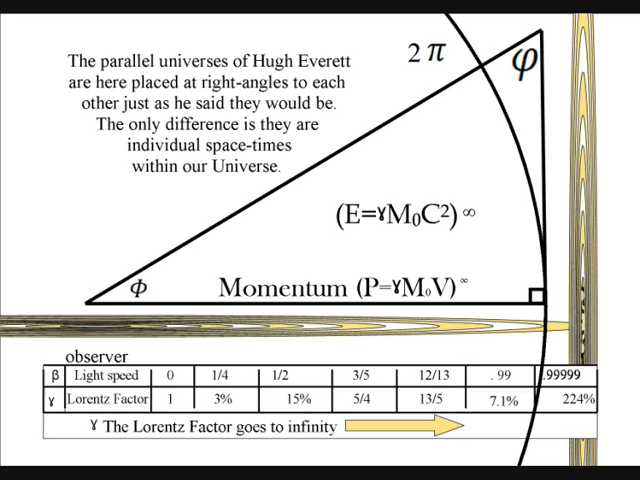 The parallel universes of Hugh Everett
are here placed at right-angles to each
other just as he said they would be.
The only difference is they are
individual space-times
within our Universe.
2 π
φ
(E=ɤM₀C²) ∞
Φ
Momentum (P=ɤM₀V) ∞
observer
β Light speed 0 1/4 1/2 3/5 12/13 . 99 .99999
ɤ Lorentz Factor 1 3% 15% 5/4 13/5 7.1% 224%
ɤ The Lorentz Factor goes to infinity